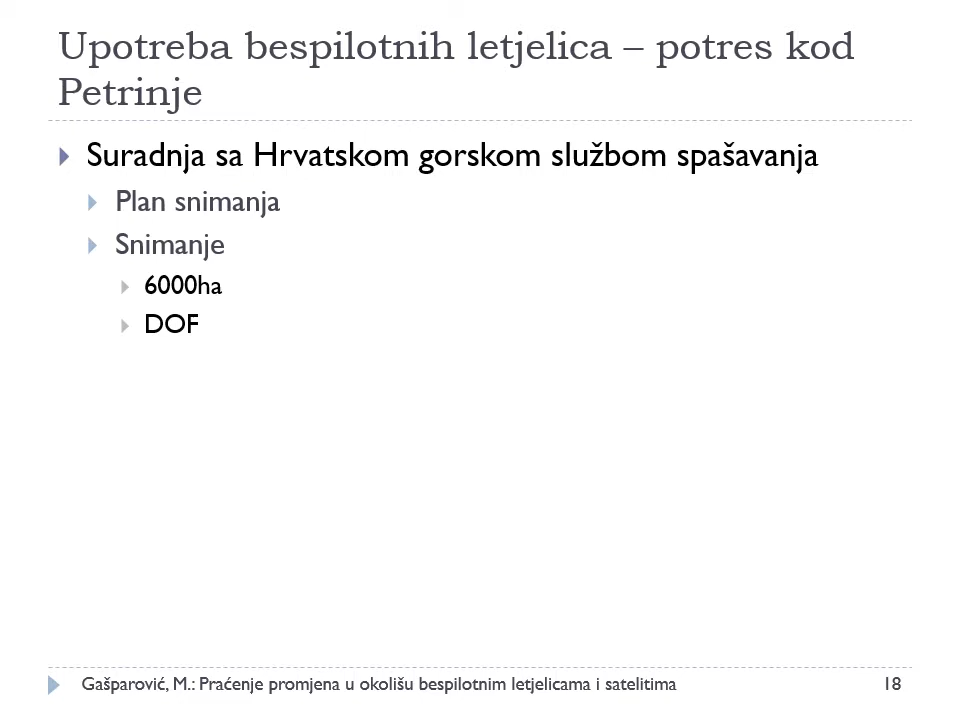 Upotreba bespilotnih letjelica – potres kod
Petrinje
Suradnja sa Hrvatskom gorskom službom spašavanja
Plan snimanja
Snimanje
6000ha
DOF
Gašparović, M.: Praćenje promjena u okolišu bespilotnim letjelicama i satelitima
18